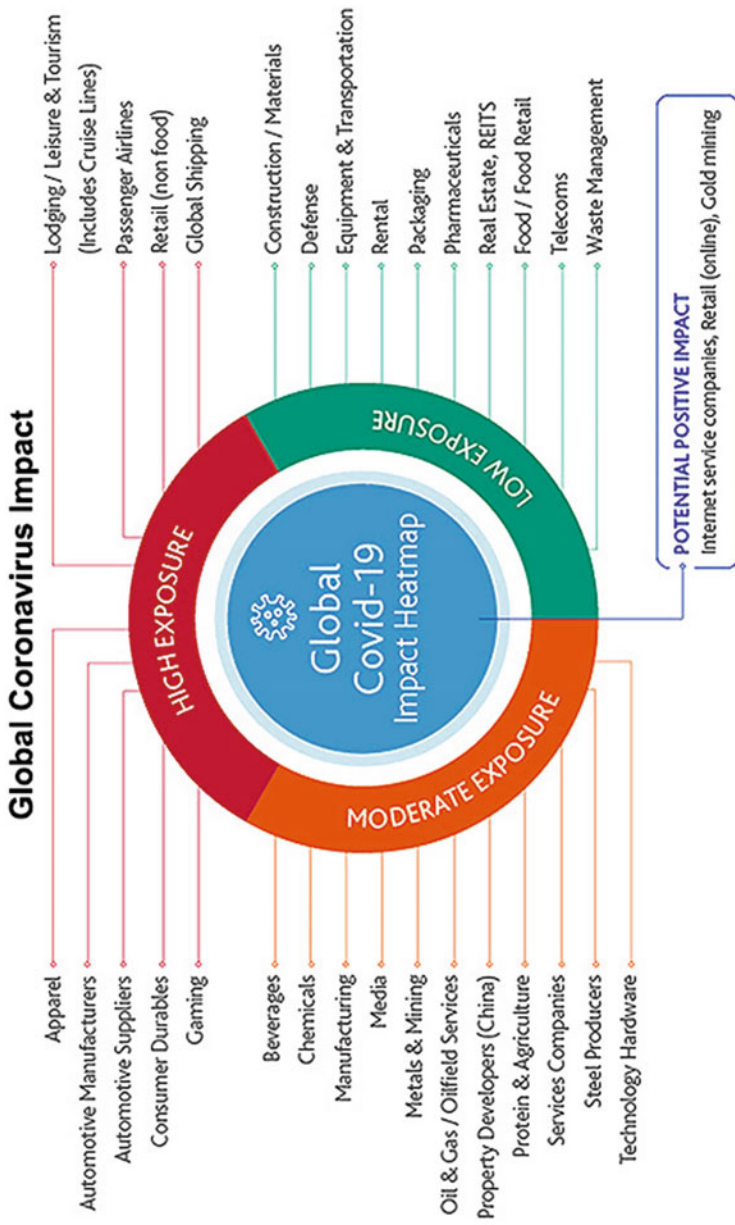 Global Coronavirus Impact
Apparel
Automotive Manufacturers
Automotive Suppliers
Consumer Durables
Gaming
Lodging / Leisure & Tourism
(Includes Cruise Lines)
Passenger Airlines
Retail (non food)
Global Shipping
HIGH EXPOSURE
Beverages
Chemicals
Manufacturing
Media
Metals & Mining
Oil & Gas / Oilfield Services
Property Developers (China)
Protein & Agriculture
Services Companies
Steel Producers
Technology Hardware
MODERATE EXPOSURE
Global
Covid-19
Impact Heatmap
LOW EXPOSURE
Construction / Materials
Defense
Equipment & Transportation
Rental
Packaging
Pharmaceuticals
Real Estate, REITS
Food / Food Retail
Telecoms
Waste Management
POTENTIAL POSITIVE IMPACT
Internet service companies, Retail (online), Gold mining